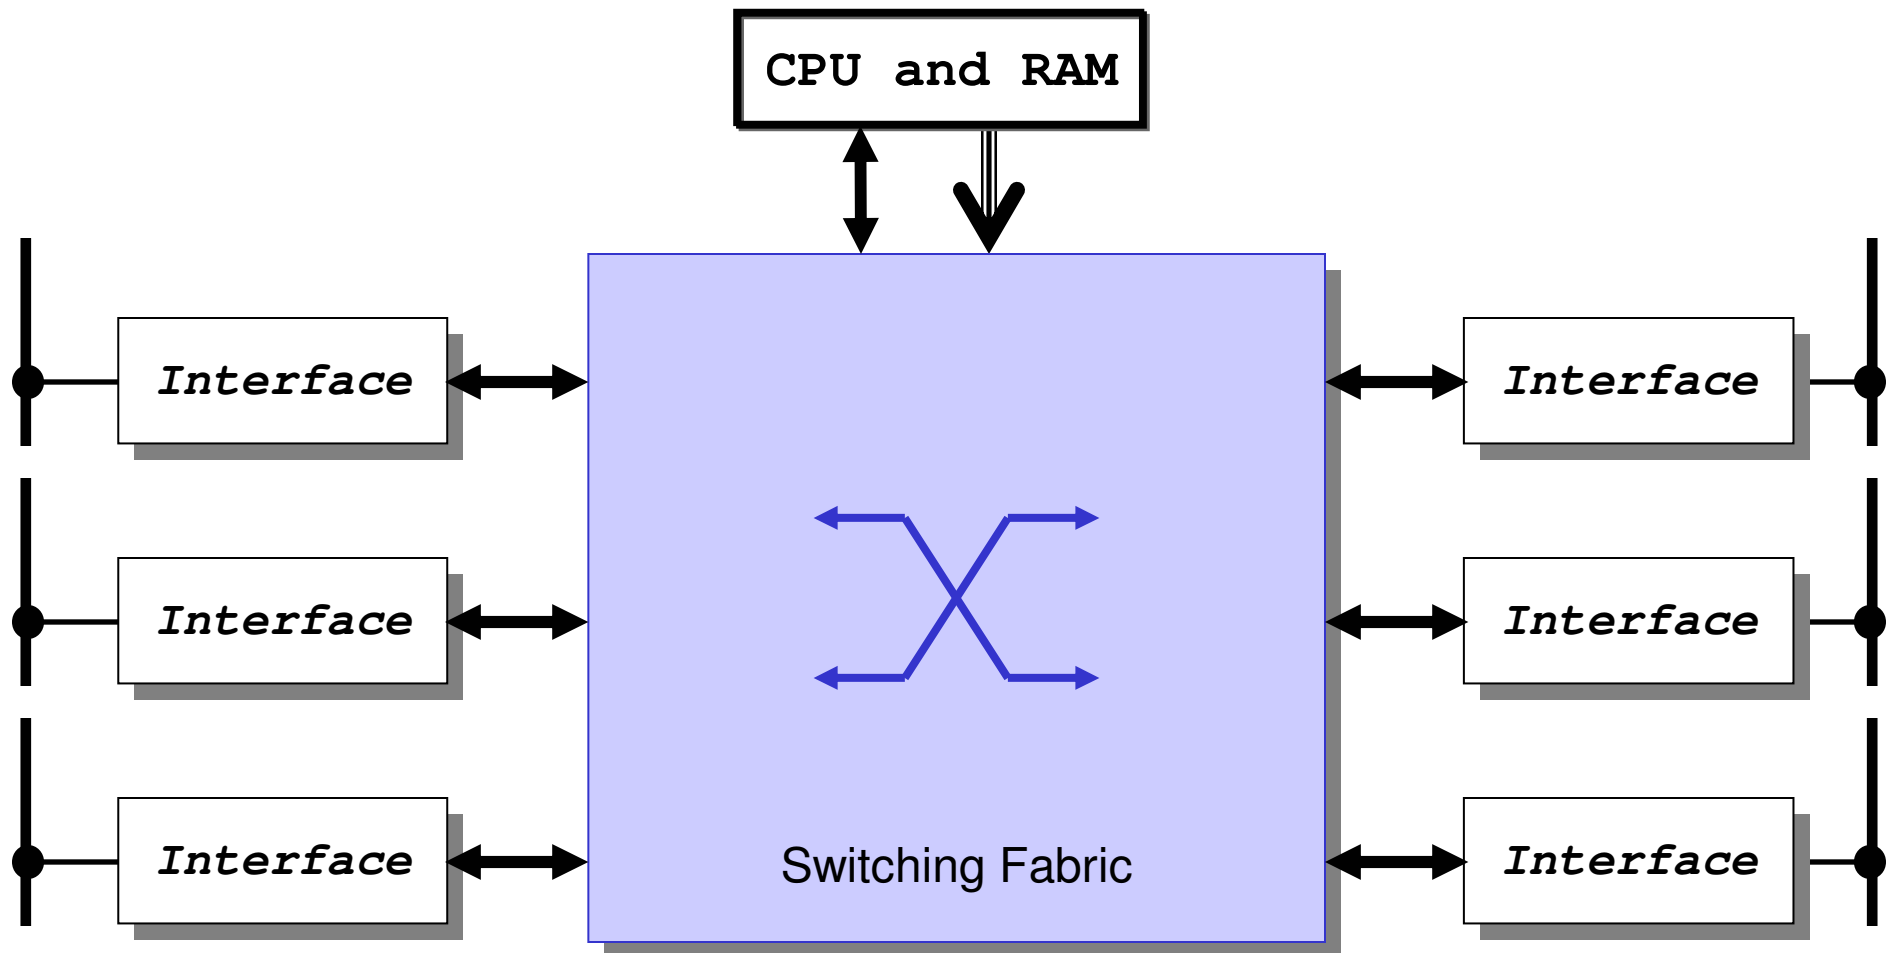 CPU and RAM
Interface
Interface
Interface
Interface
Interface
Interface
Switching Fabric